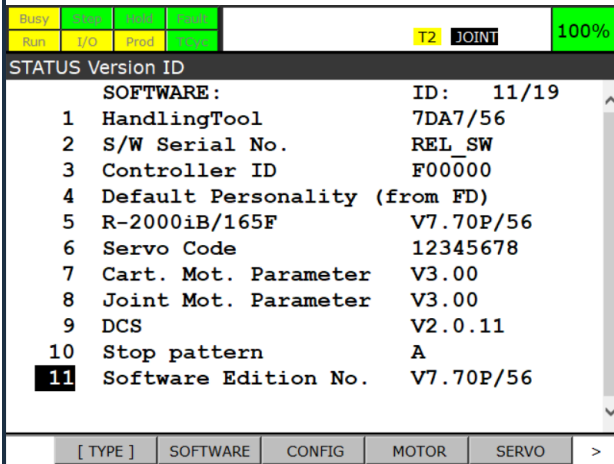 Busy Step Hold Fault
Run I/O Prod TCyc T2 JOINT 100%
STATUS Version ID
SOFTWARE: ID: 11/19
1 HandlingTool 7DA7/56
2 S/W Serial No. REL_SW
3 Controller ID F00000
4 Default Personality (from FD)
5 R-2000iB/165F V7.70P/56
6 Servo Code 12345678
7 Cart. Mot. Parameter V3.00
8 Joint Mot. Parameter V3.00
9 DCS V2.0.11
10 Stop pattern A
11 Software Edition No. V7.70P/56
[ TYPE ] SOFTWARE CONFIG MOTOR SERVO >